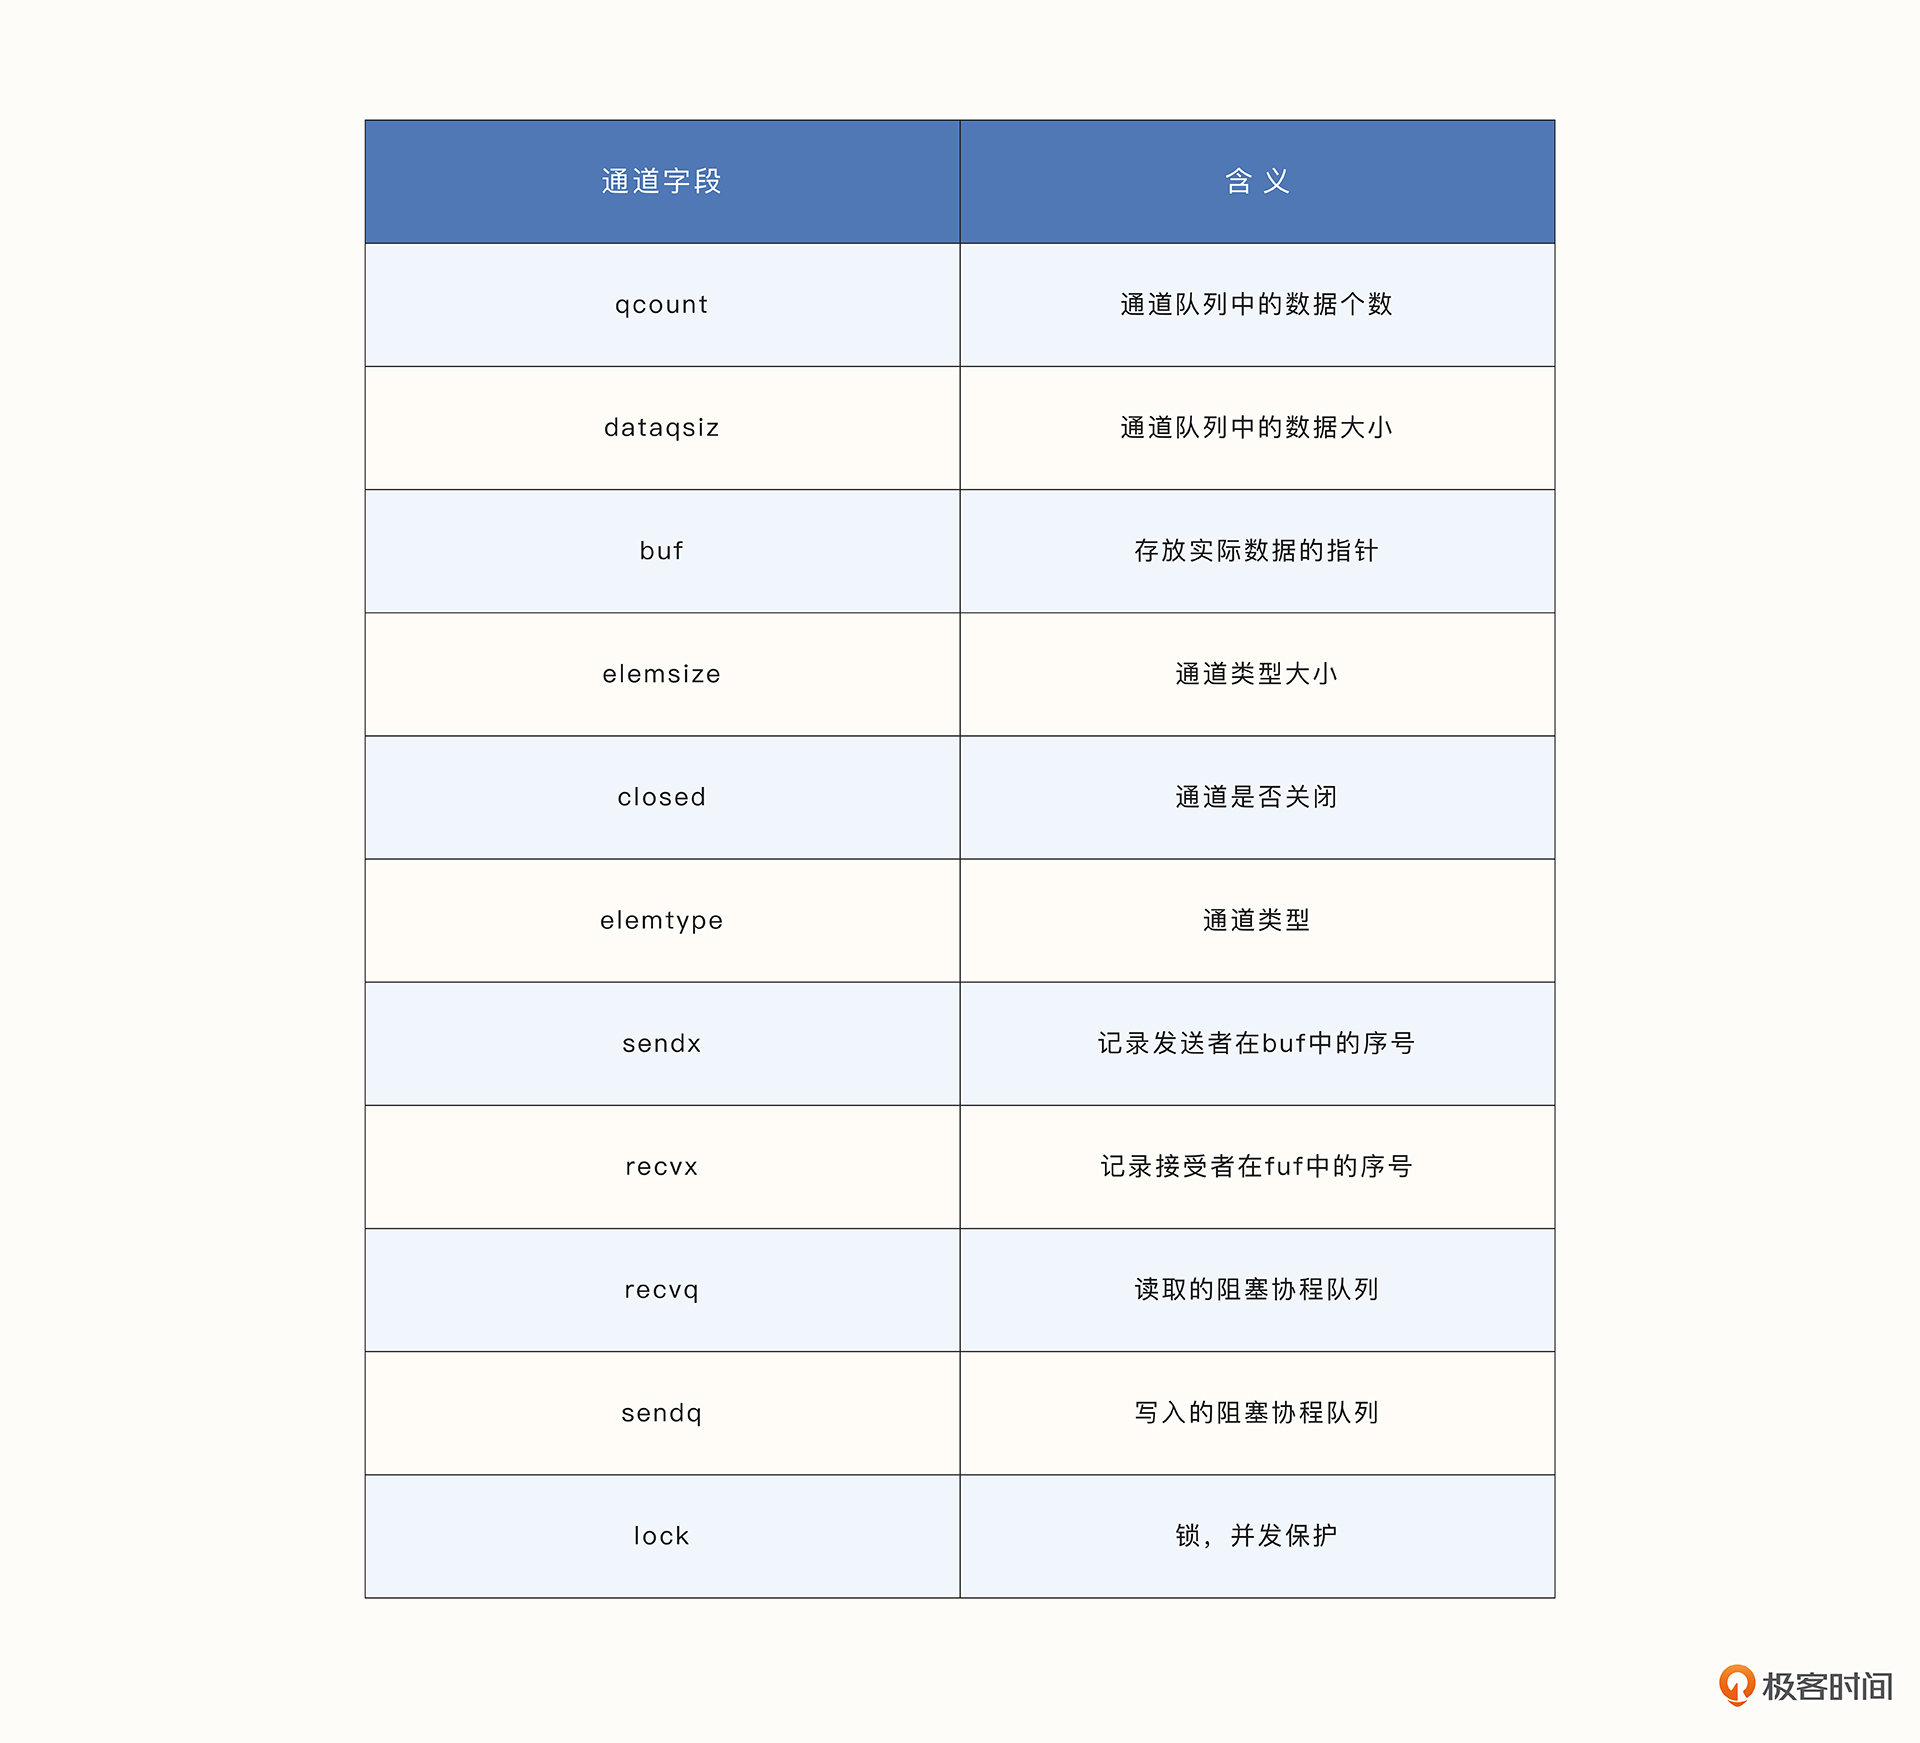 通道字段 含 义
qcount 通道队列中的数据个数
dataqsiz 通道队列中的数据大小
buf 存放实际数据的指针
elemsize 通道类型大小
closed 通道是否关闭
elemtype 通道类型
sendx 记录发送者在buf中的序号
recvx 记录接受者在fuf中的序号
recvq 读取的阻塞协程队列
sendq 写入的阻塞协程队列
lock 锁，并发保护
极客时间